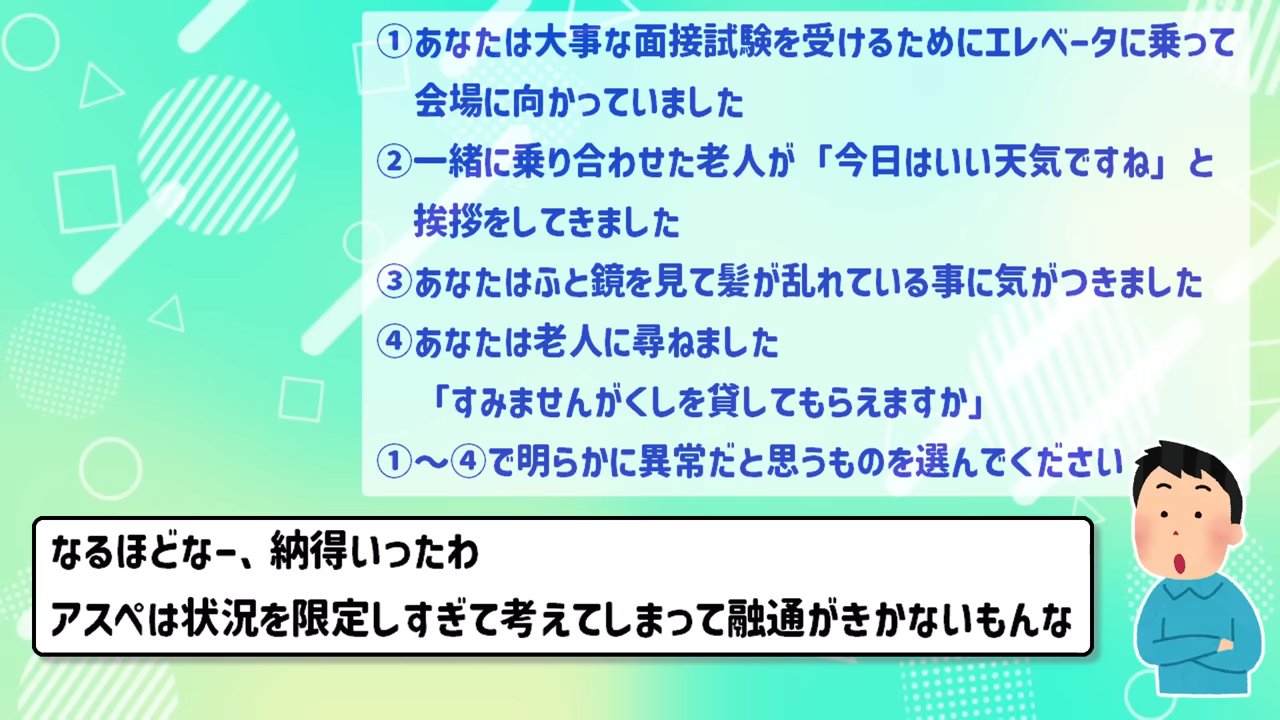 ①あなたは大事な面接試験を受けるためにエレベータに乗って
会場に向かっていました
②一緒に乗り合わせた老人が「今日はいい天気ですね」と
挨拶をしてきました
③あなたはふと鏡を見て髪が乱れている事に気がつきました
④あなたは老人に尋ねました
「すみませんがくしを貸してもらえますか」
①〜④で明らかに異常だと思うものを選んでください
なるほどなー、納得いったわ
アスペは状況を限定しすぎて考えてしまって融通がきかないもんな